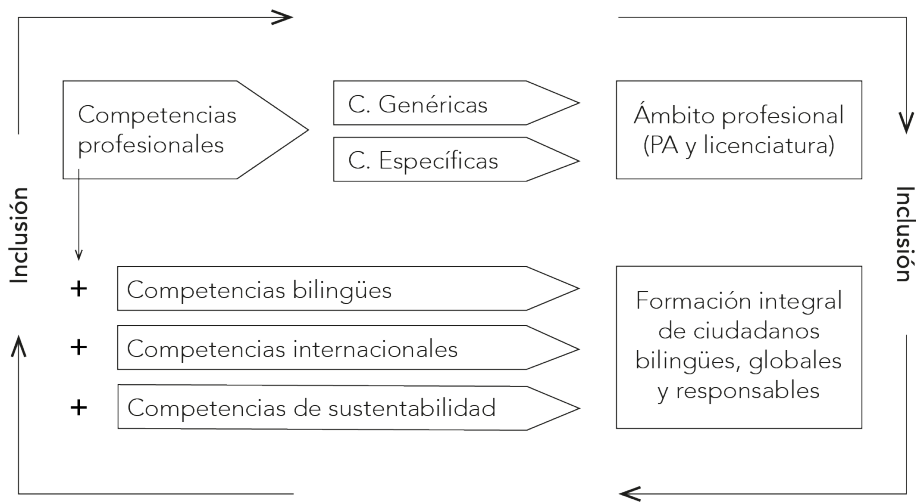 Competencias
profesionales
C. Genéricas
C. Específicas
Ámbito profesional
(PA y licenciatura)
Inclusión
Inclusión
+ Competencias bilingües
+ Competencias internacionales
+ Competencias de sustentabilidad
Formación integral
de ciudadanos
bilingües, globales
y responsables